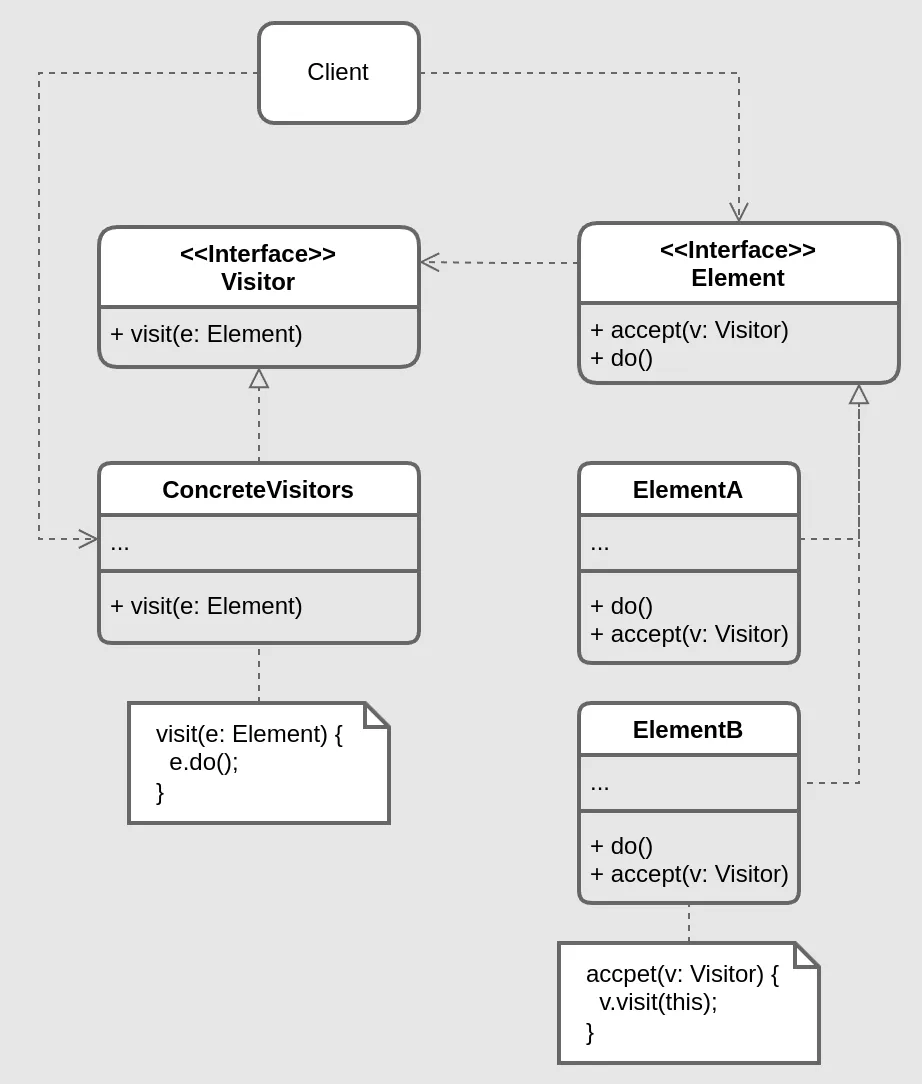 Client
<<Interface>>
Visitor
+ visit(e: Element)
<<Interface>>
Element
+ accept(v: Visitor)
+ do()
ConcreteVisitors
...
+ visit(e: Element)
ElementA
...
+ do()
+ accept(v: Visitor)
visit(e: Element) {
  e.do();
}
ElementB
...
+ do()
+ accept(v: Visitor)
accpet(v: Visitor) {
  v.visit(this);
}